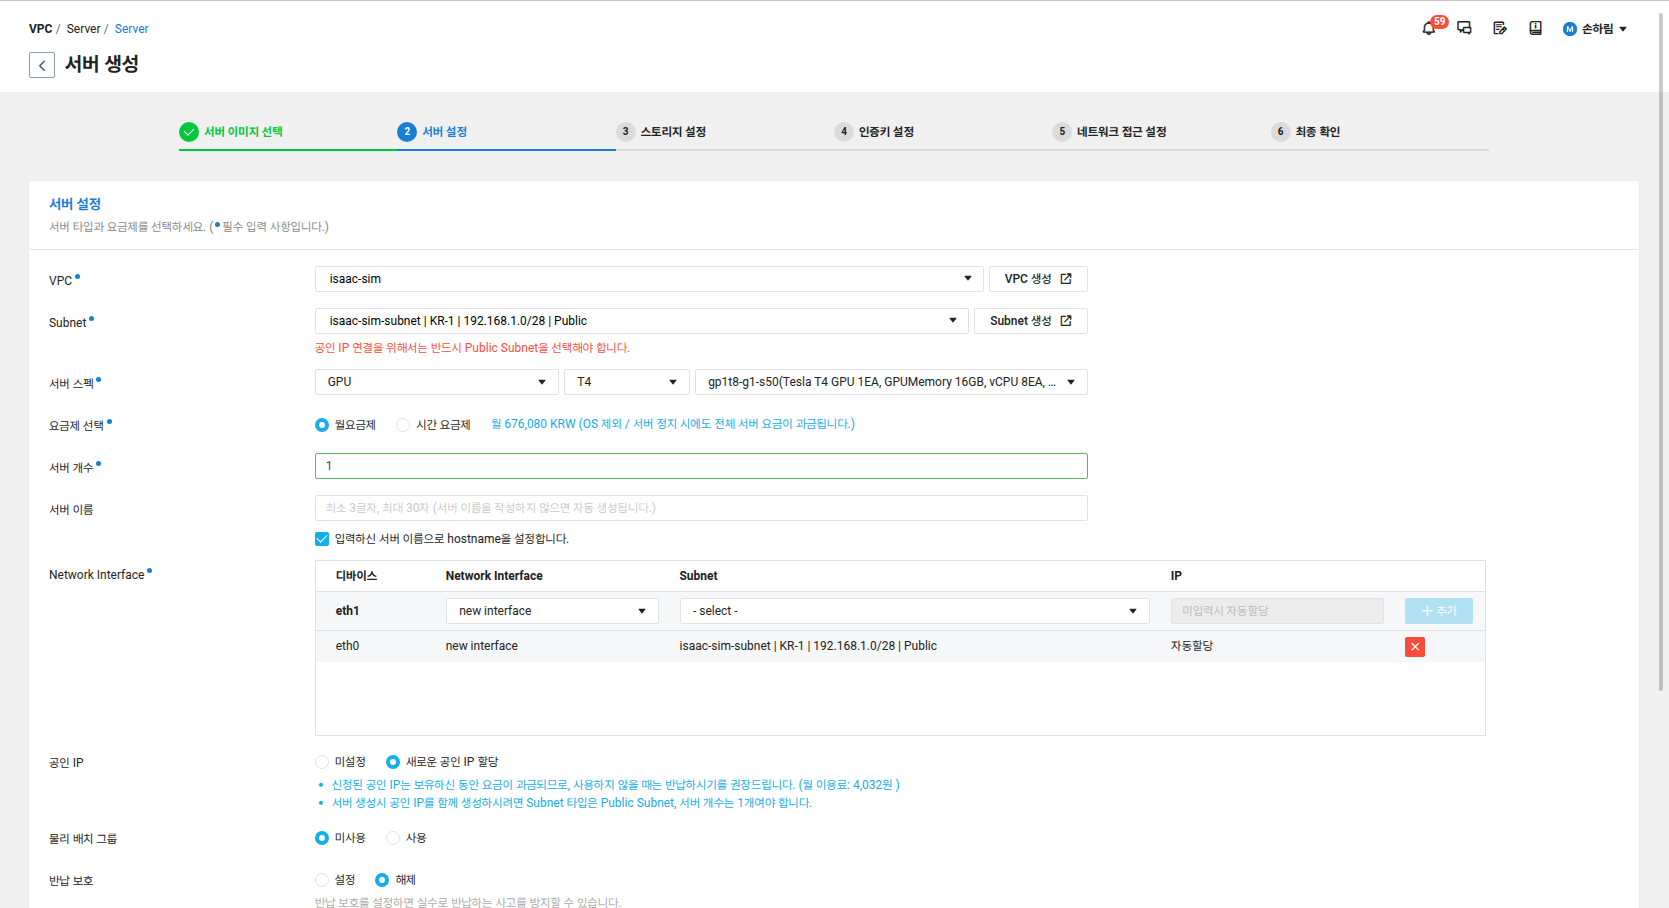 VPC / Server / Server
59
M 손하림
서버 생성
서버 이미지 선택
2 서버 설정
3 스토리지 설정
4 인증키 설정
5 네트워크 접근 설정
6 최종 확인
서버 설정
서버 타입과 요금제를 선택하세요. (• 필수 입력 사항입니다.)
VPC • isaac-sim VPC 생성
Subnet • isaac-sim-subnet | KR-1 | 192.168.1.0/28 | Public Subnet 생성
공인 IP 연결을 위해서는 반드시 Public Subnet을 선택해야 합니다.
서버 스펙 • GPU T4 gp1t8-g1-s50(Tesla T4 GPU 1EA, GPUMemory 16GB, vCPU 8EA, ...
요금제 선택 • 월요금제 시간 요금제 월 676,080 KRW (OS 제외 / 서버 정지 시에도 전체 서버 요금이 과금됩니다.)
서버 개수 • 1
서버 이름 최소 3글자, 최대 30자 (서버 이름을 작성하지 않으면 자동 생성됩니다.)
입력하신 서버 이름으로 hostname을 설정합니다.
Network Interface • 디바이스 Network Interface Subnet IP
eth1 new interface - select - 미입력시 자동할당 + 추가
eth0 new interface isaac-sim-subnet | KR-1 | 192.168.1.0/28 | Public 자동할당
공인 IP 미설정 새로운 공인 IP 할당
• 신청된 공인 IP는 보유하신 동안 요금이 과금되므로, 사용하지 않을 때는 반납하시기를 권장드립니다. (월 이용료: 4,032원 )
• 서버 생성시 공인 IP를 함께 생성하시려면 Subnet 타입은 Public Subnet, 서버 개수는 1개여야 합니다.
물리 배치 그룹 미사용 사용
반납 보호 설정 해제
반납 보호를 설정하면 실수로 반납하는 사고를 방지할 수 있습니다.